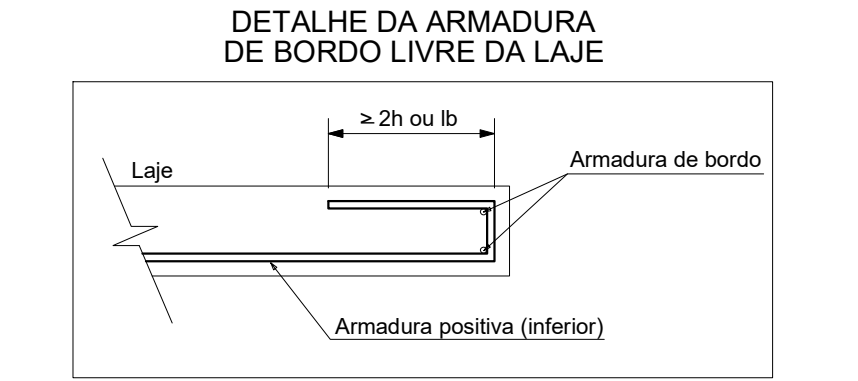 DETALHE DA ARMADURA
DE BORDO LIVRE DA LAJE
≥ 2h ou lb
Laje
Armadura de bordo
Armadura positiva (inferior)